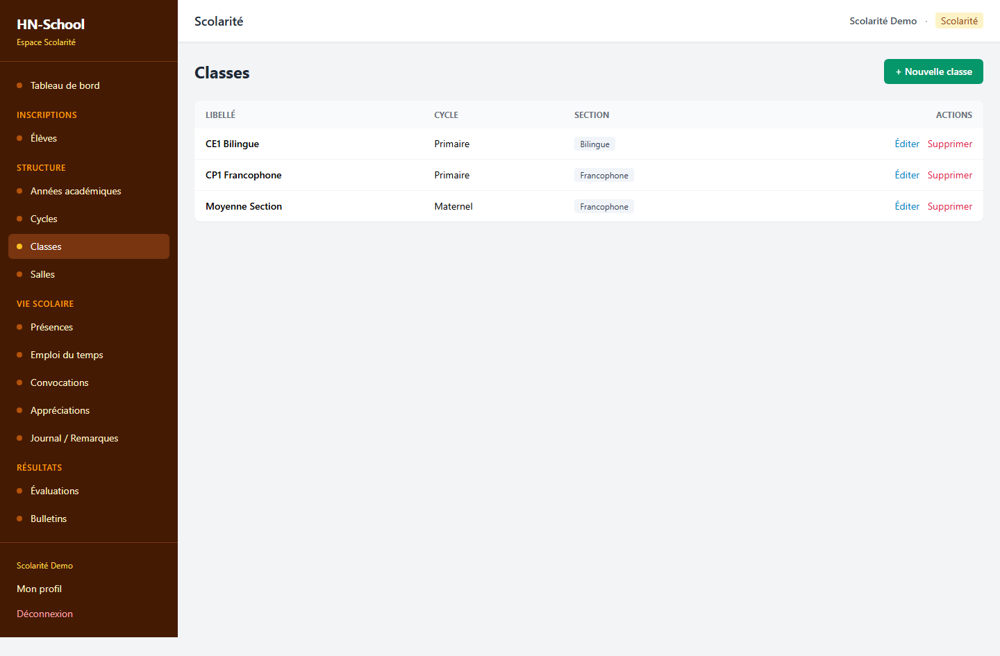 HN-School
Espace Scolarité
Tableau de bord
INSCRIPTIONS
Élèves
STRUCTURE
Années académiques
Cycles
Classes
Salles
VIE SCOLAIRE
Présences
Emploi du temps
Convocations
Appréciations
Journal / Remarques
RÉSULTATS
Évaluations
Bulletins
Scolarité Demo
Mon profil
Déconnexion
Scolarité
Scolarité Demo · Scolarité
Classes
+ Nouvelle classe
LIBELLÉ CYCLE SECTION ACTIONS
CE1 Bilingue Primaire Bilingue Éditer Supprimer
CP1 Francophone Primaire Francophone Éditer Supprimer
Moyenne Section Maternel Francophone Éditer Supprimer